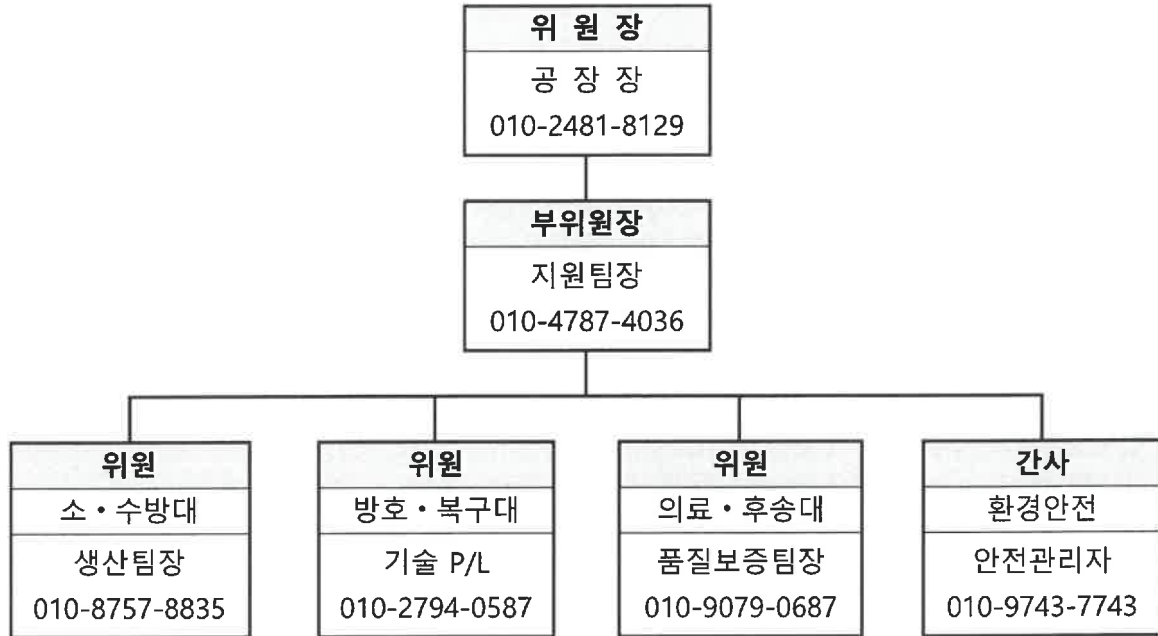 위 원 장
공 장 장
010-2481-8129
부위원장
지원팀장
010-4787-4036
위원
소・수방대
생산팀장
010-8757-8835
위원
방호・복구대
기술 P/L
010-2794-0587
위원
의료・후송대
품질보증팀장
010-9079-0687
간사
환경안전
안전관리자
010-9743-7743